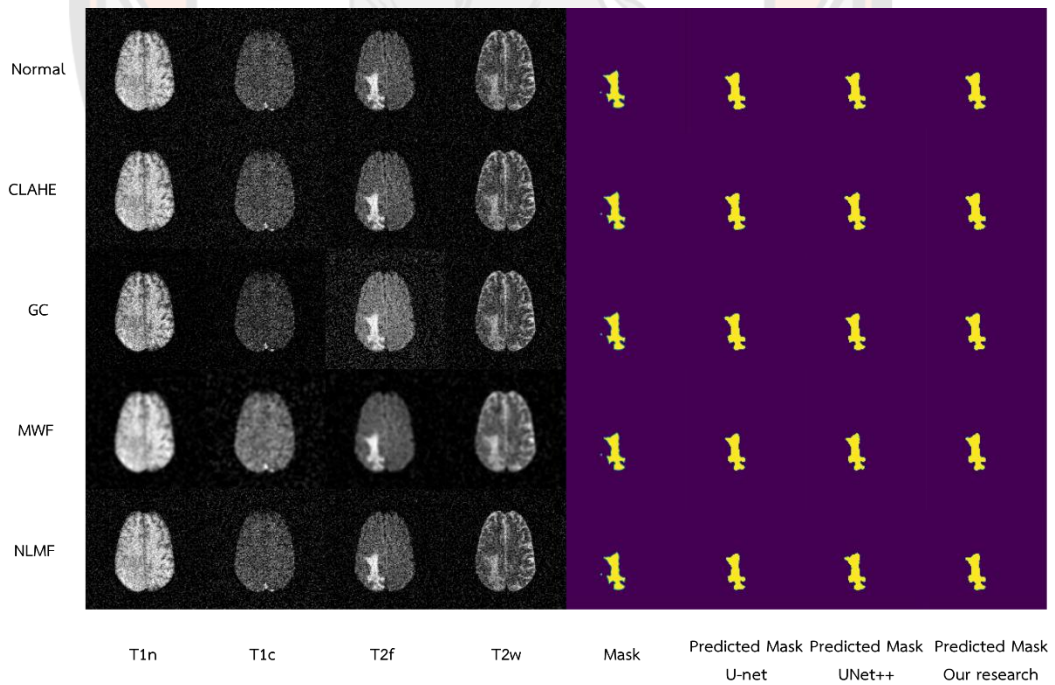 Normal
CLAHE
GC
MWF
NLMF
T1n
T1c
T2f
T2w
Mask
Predicted Mask
U-net
Predicted Mask
UNet++
Predicted Mask
Our research